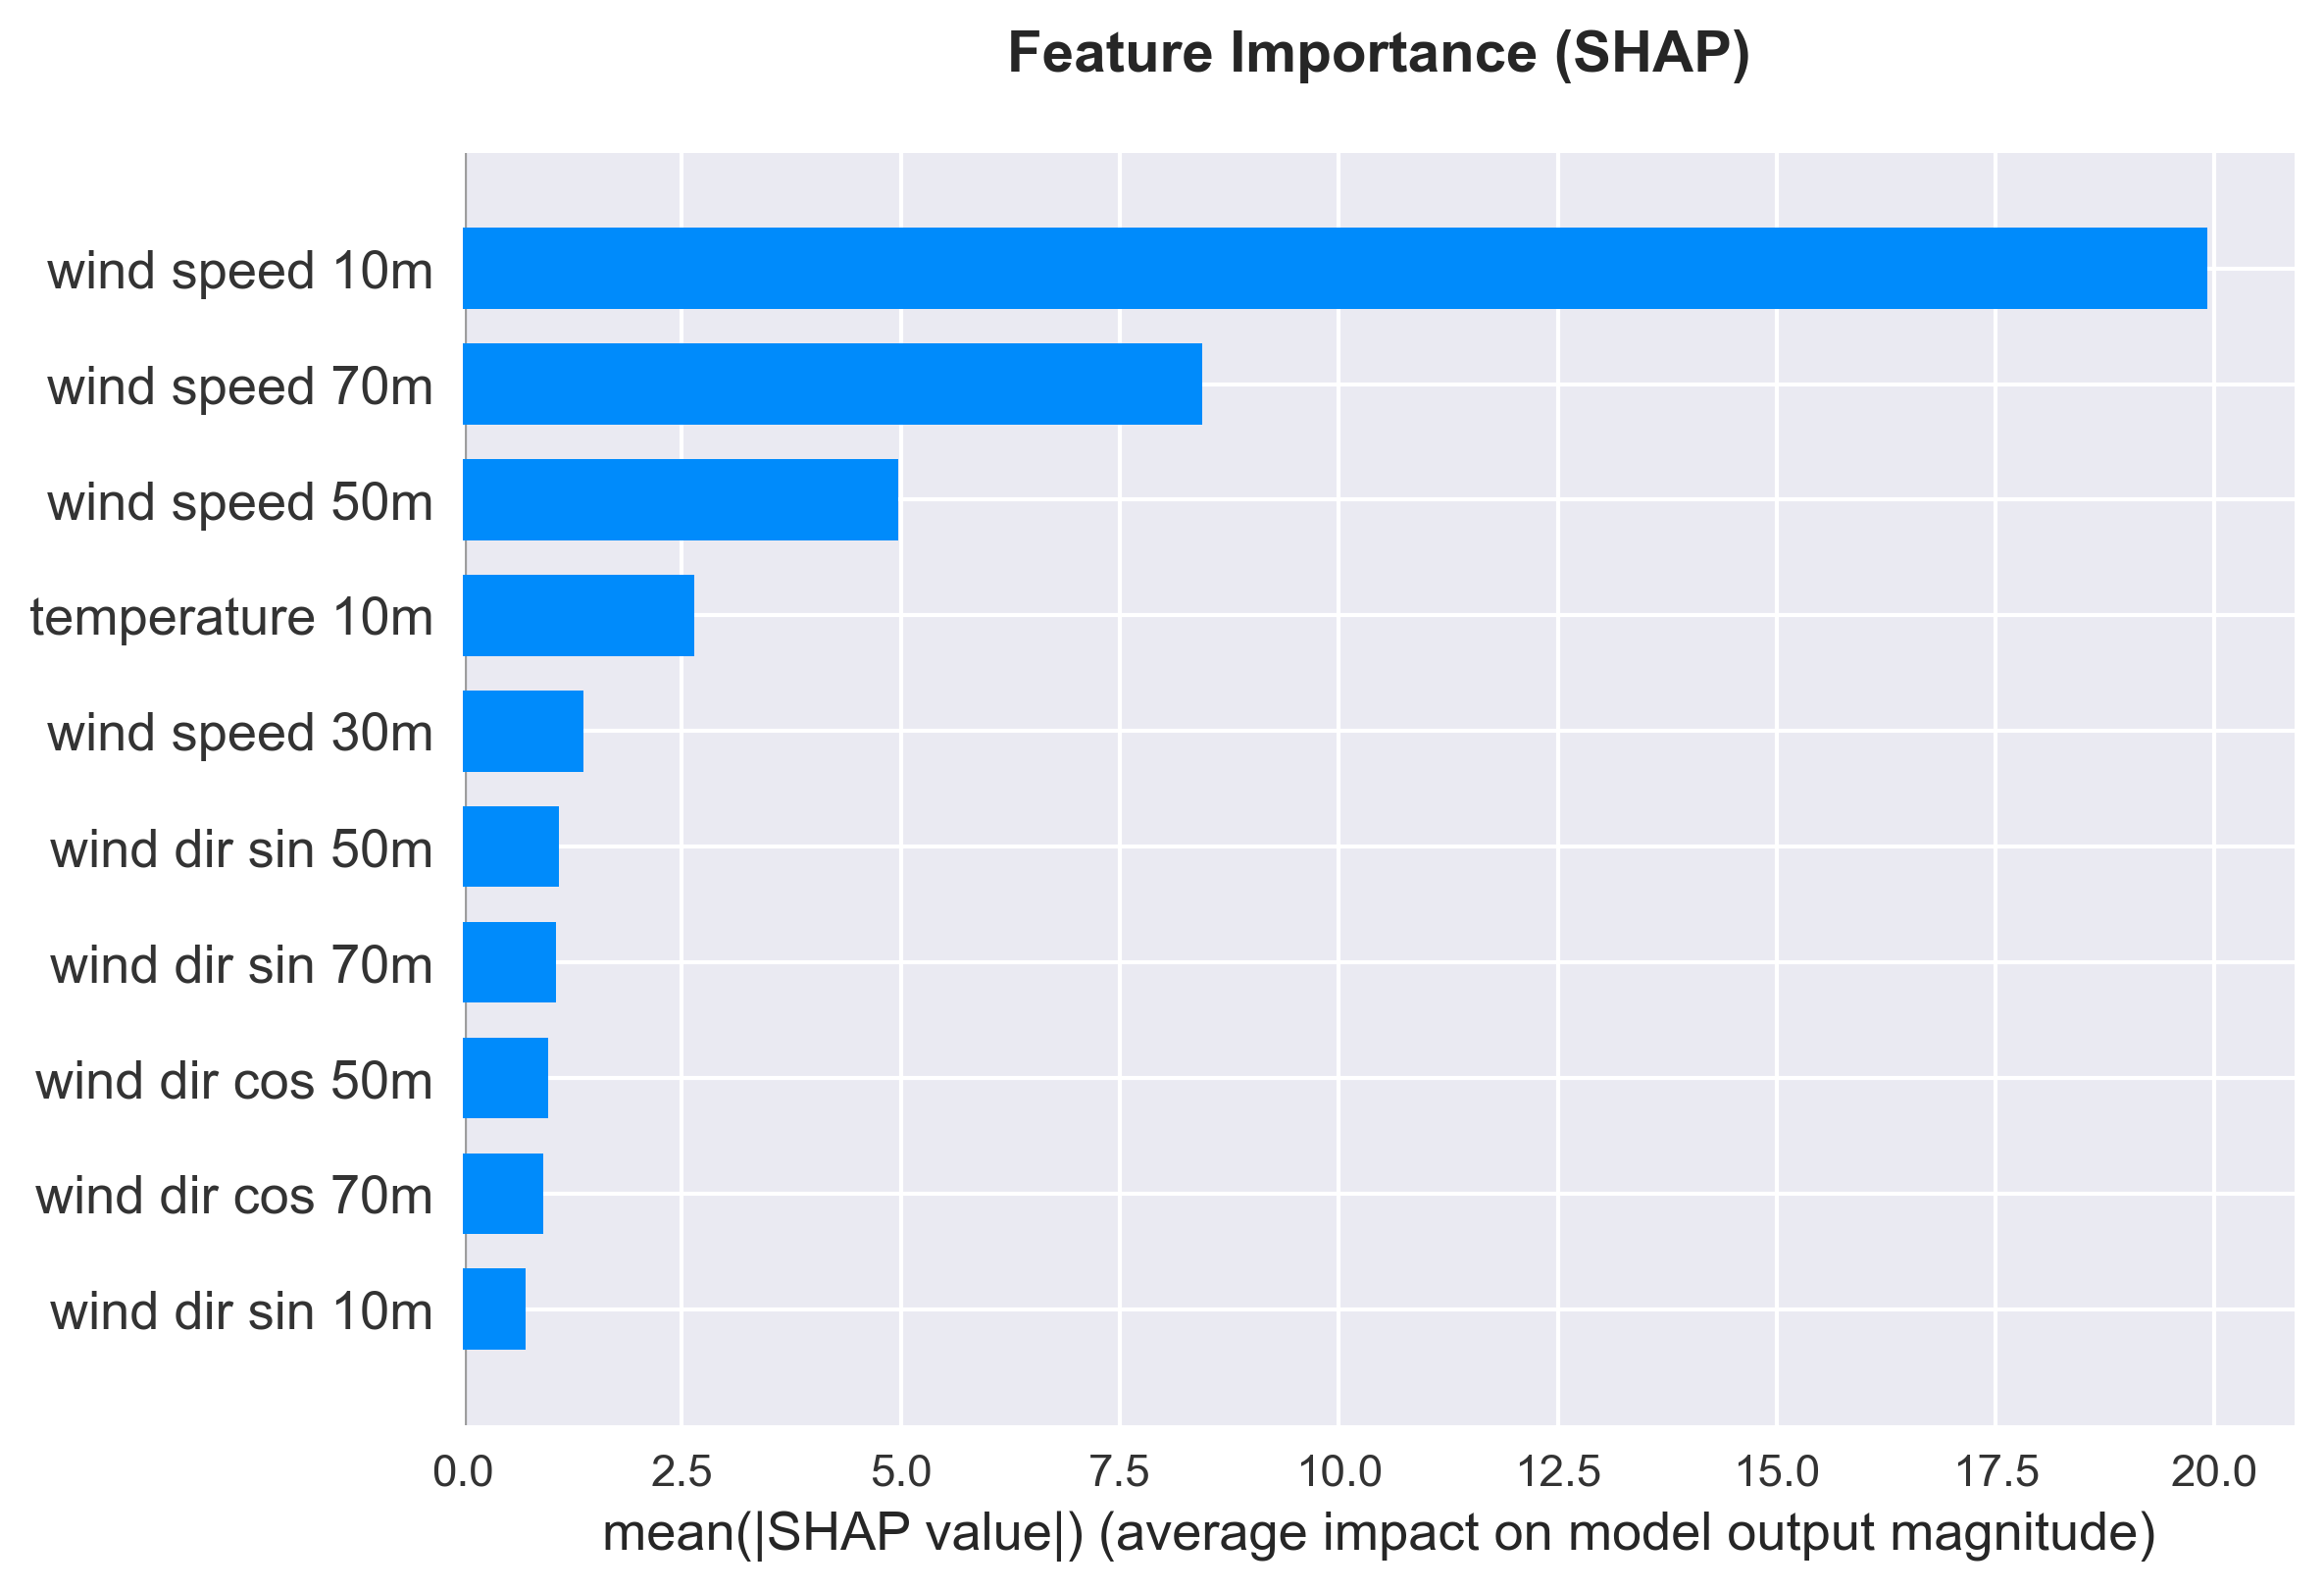 Feature Importance (SHAP)
wind speed 10m
wind speed 70m
wind speed 50m
temperature 10m
wind speed 30m
wind dir sin 50m
wind dir sin 70m
wind dir cos 50m
wind dir cos 70m
wind dir sin 10m
0.0 2.5 5.0 7.5 10.0 12.5 15.0 17.5 20.0
mean(|SHAP value|) (average impact on model output magnitude)